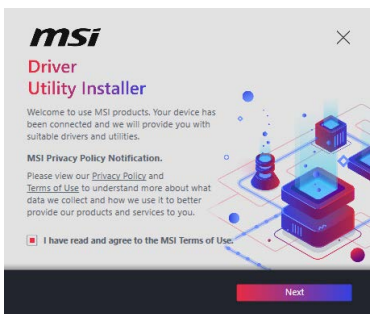 msi
Driver
Utility Installer
Welcome to use MSI products. Your device has
been connected and we will provide you with
suitable drivers and utilities.
MSI Privacy Policy Notification.
Please view our Privacy Policy and
Terms of Use to understand more about what
data we collect and how we use it to better
provide our products and services to you.
I have read and agree to the MSI Terms of Use.
Next